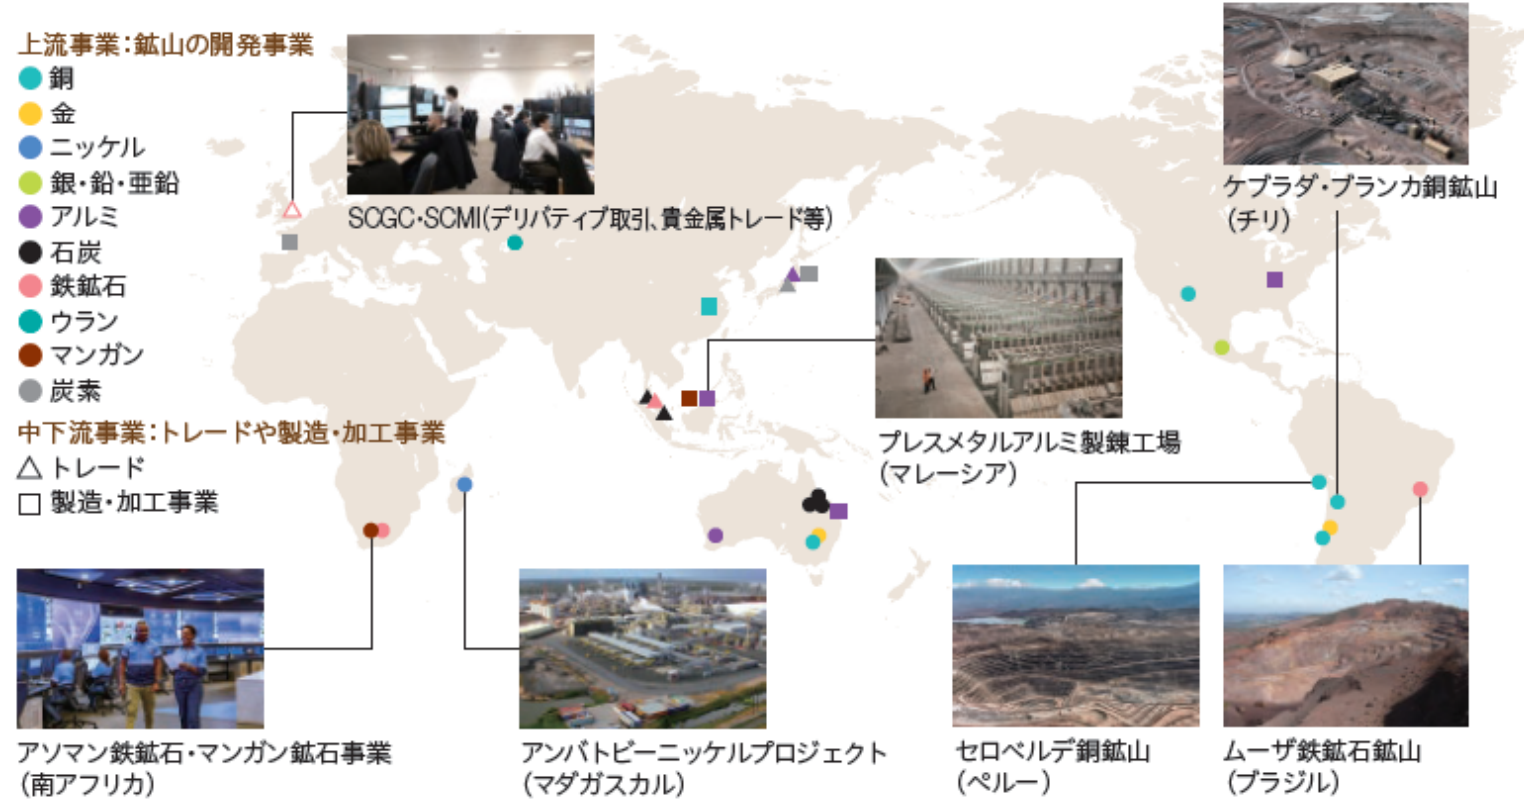 上流事業：鉱山の開発事業
銅
金
ニッケル
銀・鉛・亜鉛
アルミ
石炭
鉄鉱石
ウラン
マンガン
炭素
中下流事業：トレードや製造・加工事業
トレード
製造・加工事業
SCGC・SCMI(デリバティブ取引、貴金属トレード等)
ケブラダ・ブランカ銅鉱山
(チリ)
プレスメタルアルミ製錬工場
(マレーシア)
アソマン鉄鉱石・マンガン鉱石事業
(南アフリカ)
アンバトビーニッケルプロジェクト
(マダガスカル)
セロベルデ銅鉱山
(ペルー)
ムーザ鉄鉱石鉱山
(ブラジル)